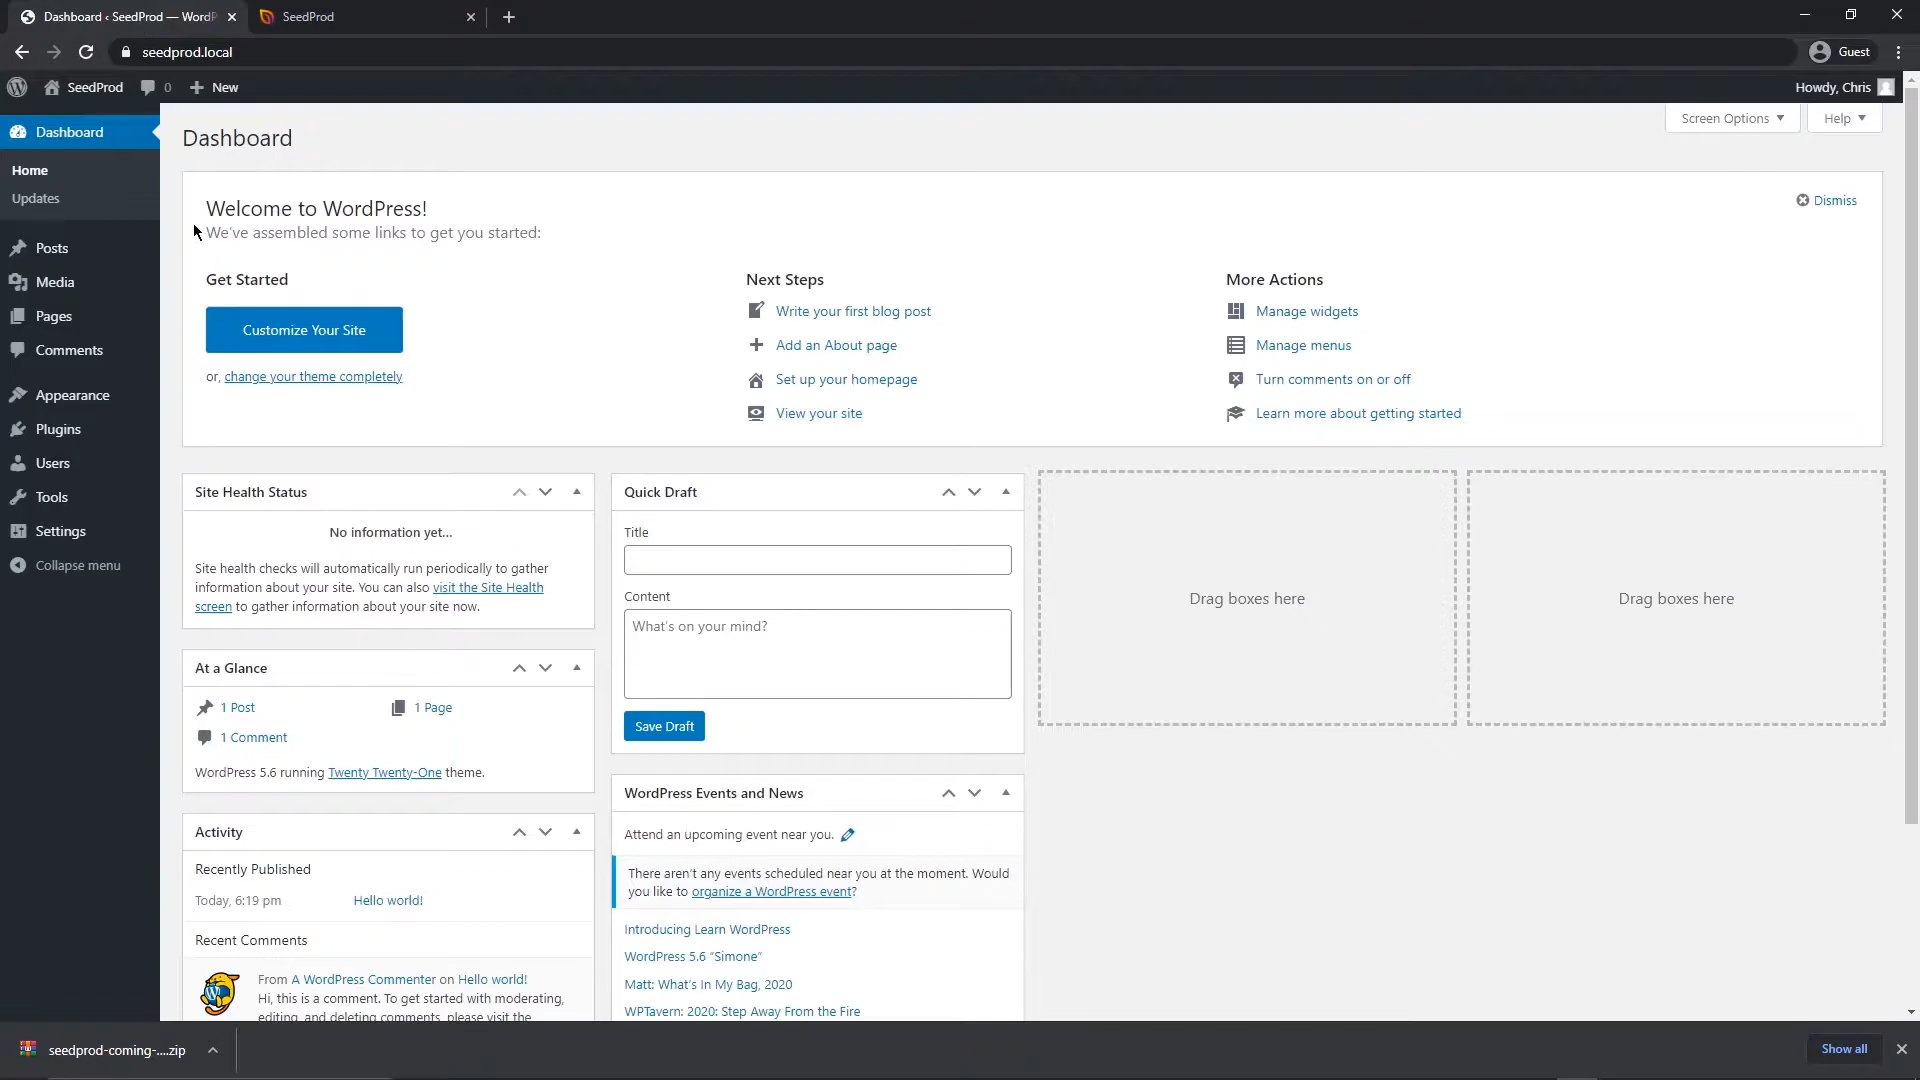 Dashboard ‹ SeedProd — WordP
SeedProd
seedprod.local
Guest
SeedProd
0
New
Howdy, Chris
Dashboard
Home
Updates
Posts
Media
Pages
Comments
Appearance
Plugins
Users
Tools
Settings
Collapse menu
Screen Options
Help
Dashboard
Welcome to WordPress!
Dismiss
We've assembled some links to get you started:
Get Started
Customize Your Site
or, change your theme completely
Next Steps
Write your first blog post
Add an About page
Set up your homepage
View your site
More Actions
Manage widgets
Manage menus
Turn comments on or off
Learn more about getting started
Site Health Status
No information yet...
Site health checks will automatically run periodically to gather
information about your site. You can also visit the Site Health
screen to gather information about your site now.
At a Glance
1 Post
1 Page
1 Comment
WordPress 5.6 running Twenty Twenty-One theme.
Activity
Recently Published
Today, 6:19 pm
Hello world!
Recent Comments
From A WordPress Commenter on Hello world!
Hi, this is a comment. To get started with moderating,
editing, and deleting comments, please visit the
Quick Draft
Title
Content
What's on your mind?
Save Draft
WordPress Events and News
Attend an upcoming event near you.
There aren't any events scheduled near you at the moment. Would
you like to organize a WordPress event?
Introducing Learn WordPress
WordPress 5.6 “Simone”
Matt: What's In My Bag, 2020
WPTavern: 2020: Step Away From the Fire
Drag boxes here
Drag boxes here
seedprod-coming-....zip
Show all